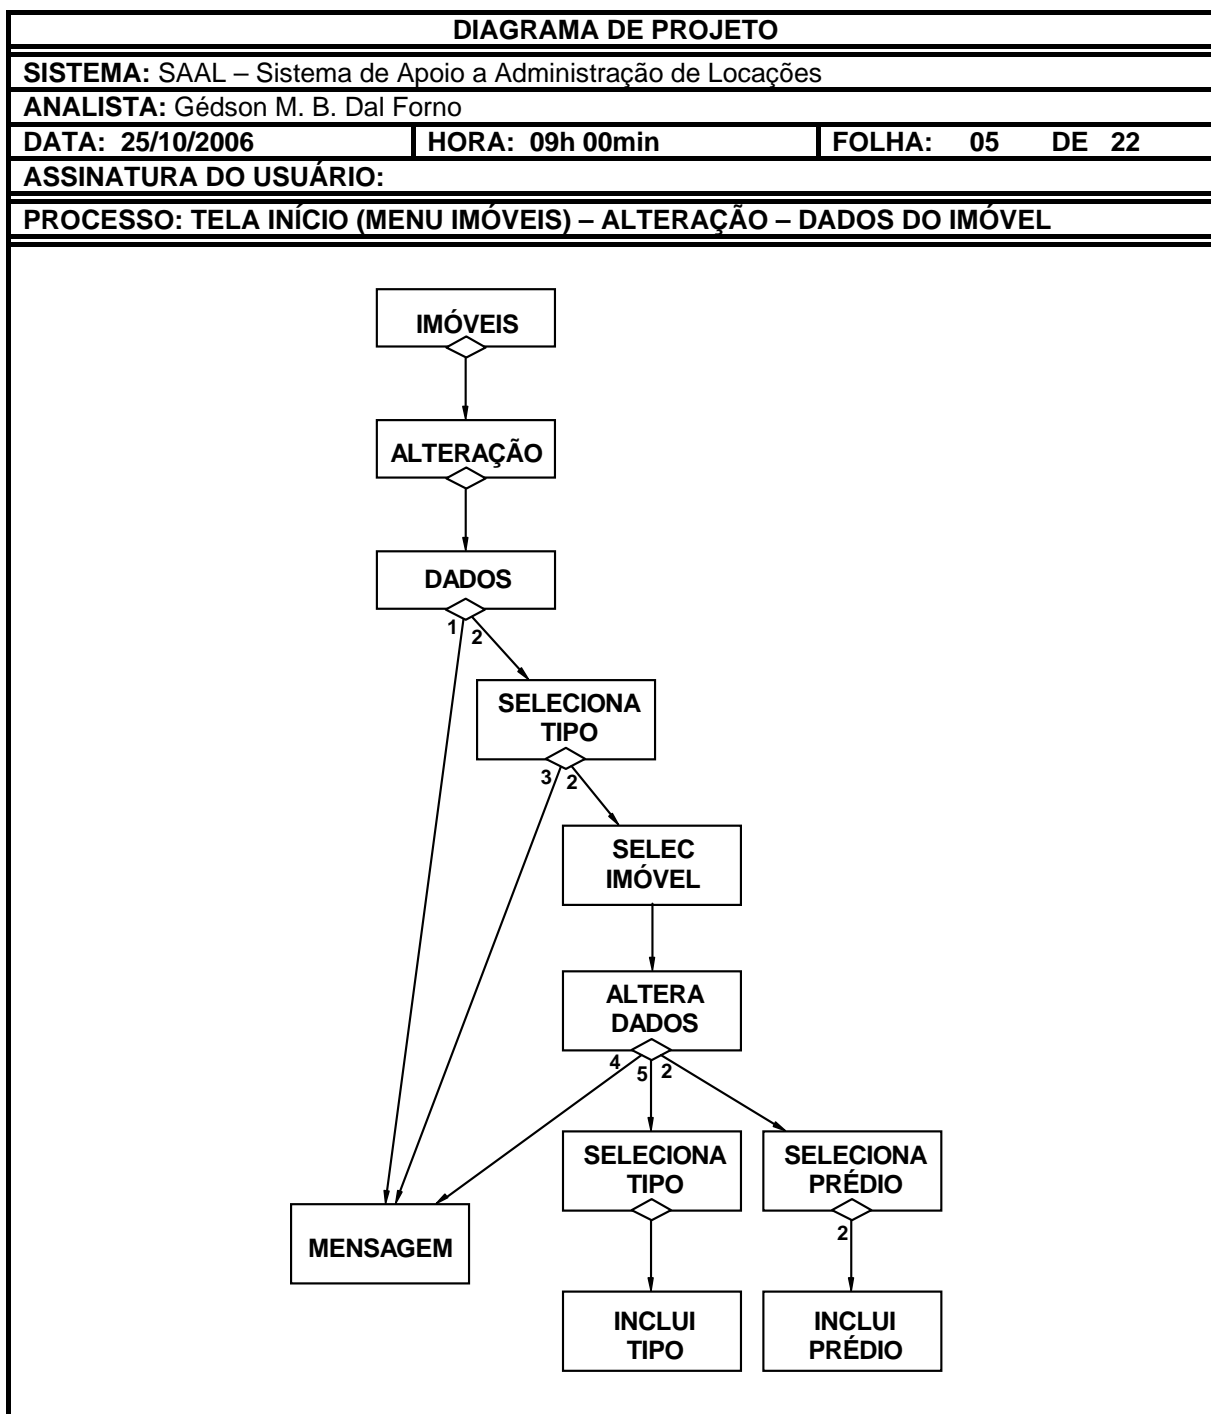 DIAGRAMA DE PROJETO
SISTEMA: SAAL – Sistema de Apoio a Administração de Locações
ANALISTA: Gédson M. B. Dal Forno
DATA: 25/10/2006 HORA: 09h 00min FOLHA: 05 DE 22
ASSINATURA DO USUÁRIO:
PROCESSO: TELA INÍCIO (MENU IMÓVEIS) – ALTERAÇÃO – DADOS DO IMÓVEL
IMÓVEIS
ALTERAÇÃO
DADOS
1 2
SELECIONA
TIPO
3 2
SELEC
IMÓVEL
ALTERA
DADOS
4 5 2
SELECIONA
TIPO
SELECIONA
PRÉDIO
2
MENSAGEM
INCLUI
TIPO
INCLUI
PRÉDIO